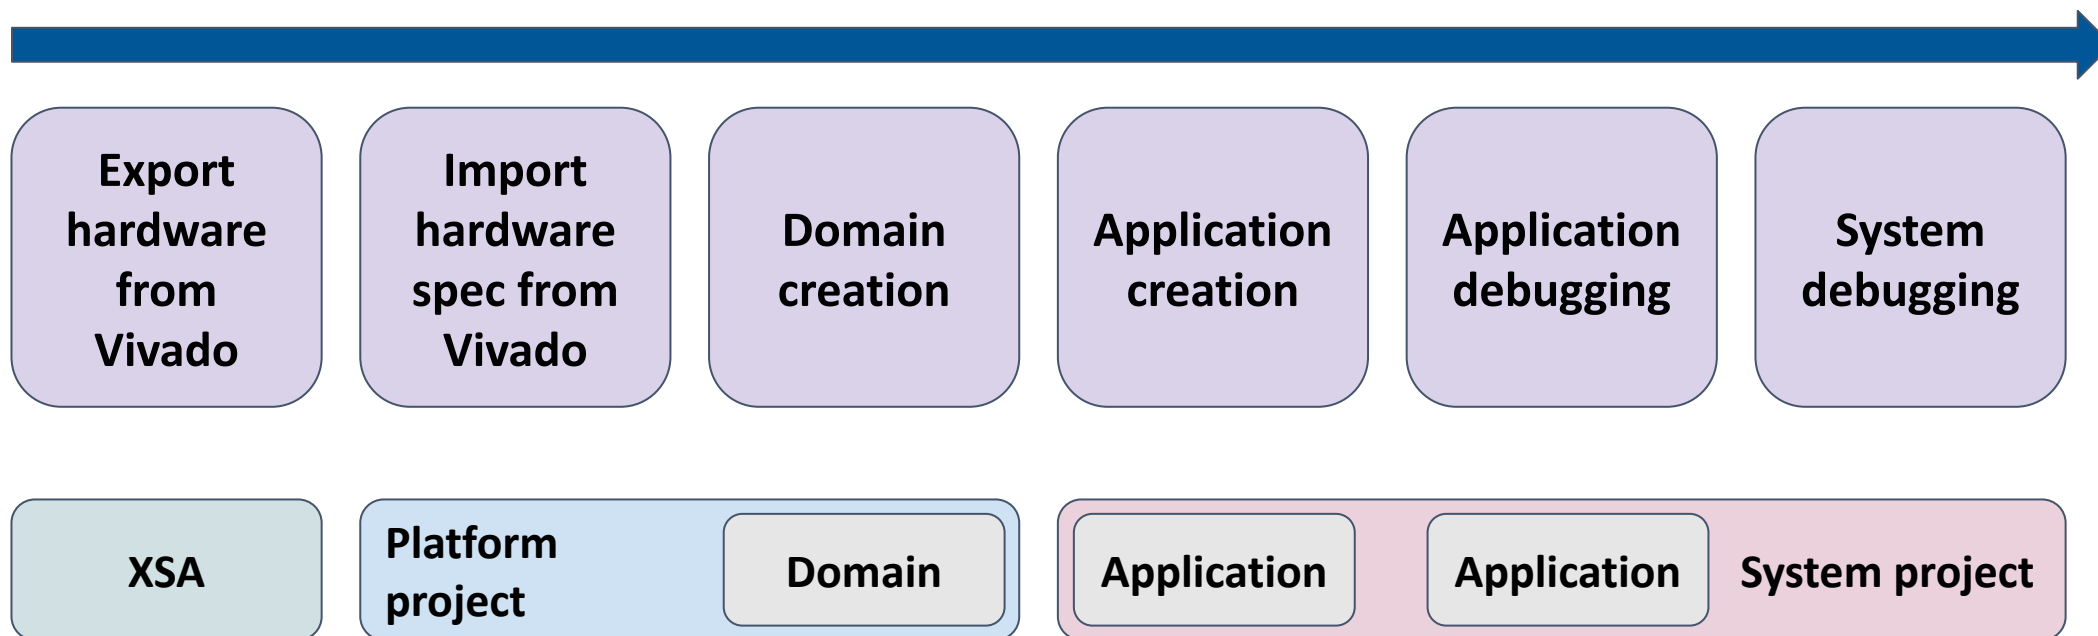 Export
hardware
from
Vivado
Import
hardware
spec from
Vivado
Domain
creation
Application
creation
Application
debugging
System
debugging
XSA
Platform
project
Domain
Application
Application
System project